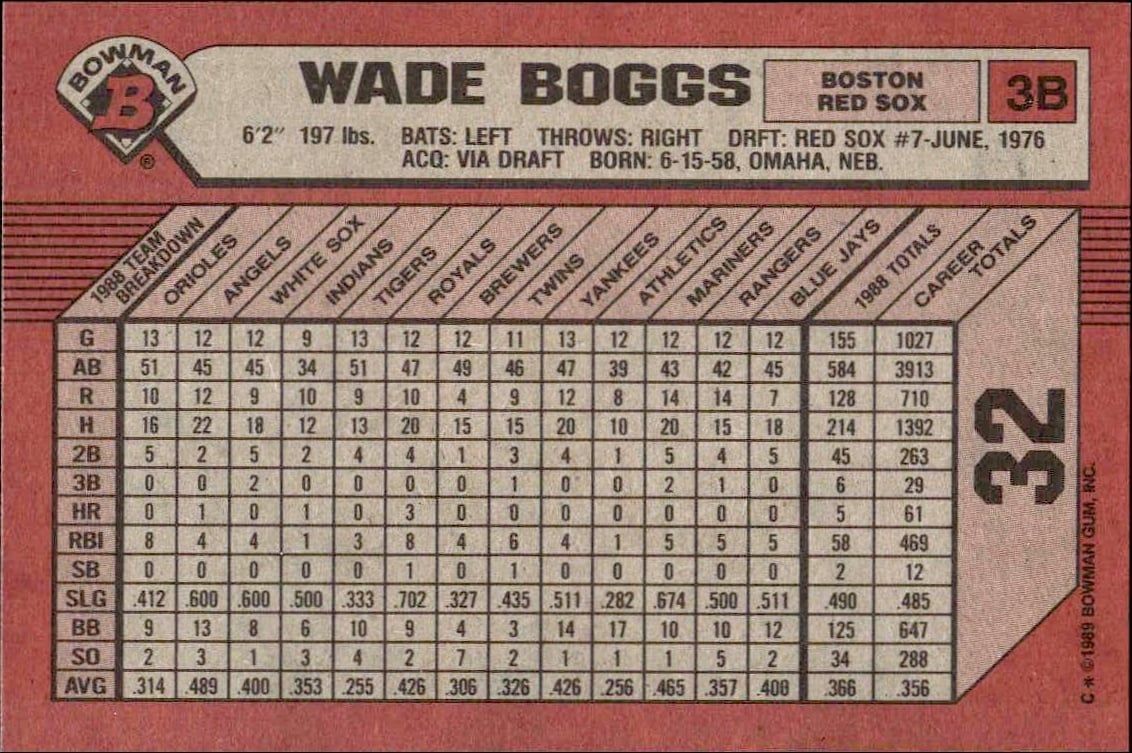 BOWMAN
B
®
WADE BOGGS
BOSTON
RED SOX
3B
6'2" 197 lbs. BATS: LEFT THROWS: RIGHT DRFT: RED SOX #7-JUNE, 1976
ACQ: VIA DRAFT BORN: 6-15-58, OMAHA, NEB.
1988 TEAM BREAKDOWN ORIOLES ANGELS WHITE SOX INDIANS TIGERS ROYALS BREWERS TWINS YANKEES ATHLETICS MARINERS RANGERS BLUE JAYS 1988 TOTALS CAREER TOTALS
G 13 12 12 9 13 12 12 11 13 12 12 12 12 155 1027
AB 51 45 45 34 51 47 49 46 47 39 43 42 45 584 3913
R 10 12 9 10 9 10 4 9 12 8 14 14 7 128 710
H 16 22 18 12 13 20 15 15 20 10 20 15 18 214 1392
2B 5 2 5 2 4 4 1 3 4 1 5 4 5 45 263
3B 0 0 2 0 0 0 0 1 0 0 2 1 0 6 29
HR 0 1 0 1 0 3 0 0 0 0 0 0 0 5 61
RBI 8 4 4 1 3 8 4 6 4 1 5 5 5 58 469
SB 0 0 0 0 0 1 0 1 0 0 0 0 0 2 12
SLG .412 .600 .600 .500 .333 .702 .327 .435 .511 .282 .674 .500 .511 .490 .485
BB 9 13 8 6 10 9 4 3 14 17 10 10 12 125 647
SO 2 3 1 3 4 2 7 2 1 1 1 5 2 34 288
AVG .314 .489 .400 .353 .255 .426 .306 .326 .426 .256 .465 .357 .400 .366 .356
32
C * © 1989 BOWMAN GUM, INC.